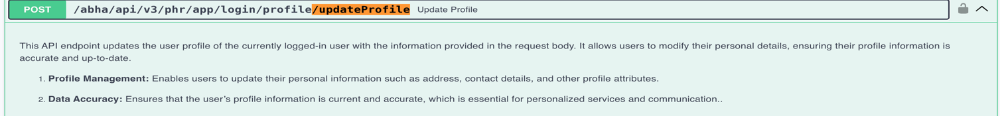 POST /abha/api/v3/phr/app/login/profile/updateProfile Update Profile
This API endpoint updates the user profile of the currently logged-in user with the information provided in the request body. It allows users to modify their personal details, ensuring their profile information is
accurate and up-to-date.
1. Profile Management: Enables users to update their personal information such as address, contact details, and other profile attributes.
2. Data Accuracy: Ensures that the user’s profile information is current and accurate, which is essential for personalized services and communication..